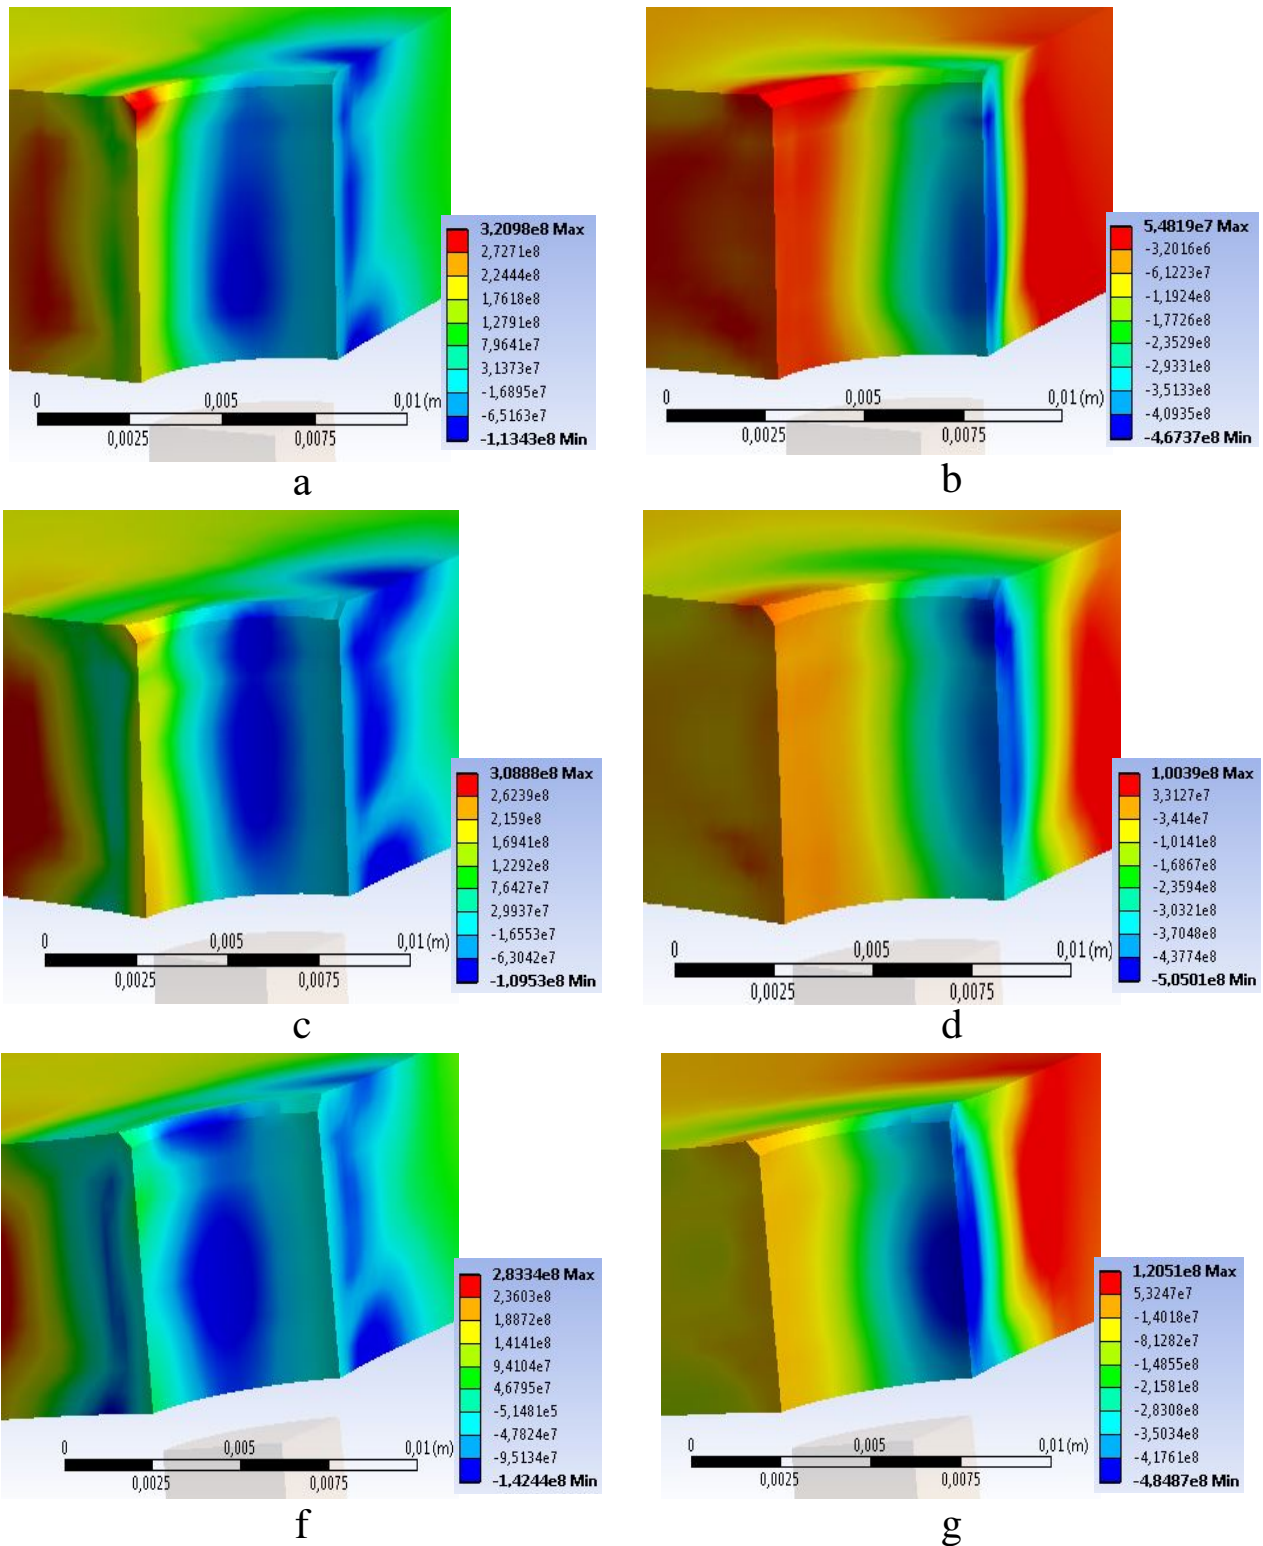 3,2098e8 Max
2,7271e8
2,2444e8
1,7618e8
1,2791e8
7,9641e7
3,1373e7
-1,6895e7
-6,5163e7
-1,1343e8 Min
0 0,005 0,01 (m
0,0025 0,0075
a
5,4819e7 Max
-3,2016e6
-6,1223e7
-1,1924e8
-1,7726e8
-2,3529e8
-2,9331e8
-3,5133e8
-4,0935e8
-4,6737e8 Min
0 0,005 0,01 (m)
0,0025 0,0075
b
3,0888e8 Max
2,6239e8
2,159e8
1,6941e8
1,2292e8
7,6427e7
2,9937e7
-1,6553e7
-6,3042e7
-1,0953e8 Min
0 0,005 0,01 (m)
0,0025 0,0075
c
1,0039e8 Max
3,3127e7
-3,414e7
-1,0141e8
-1,6867e8
-2,3594e8
-3,0321e8
-3,7048e8
-4,3774e8
-5,0501e8 Min
0 0,005 0,01 (m)
0,0025 0,0075
d
2,8334e8 Max
2,3603e8
1,8872e8
1,4141e8
9,4104e7
4,6795e7
-5,1481e5
-4,7824e7
-9,5134e7
-1,4244e8 Min
0 0,005 0,01 (m)
0,0025 0,0075
f
1,2051e8 Max
5,3247e7
-1,4018e7
-8,1282e7
-1,4855e8
-2,1581e8
-2,8308e8
-3,5034e8
-4,1761e8
-4,8487e8 Min
0 0,005 0,01 (m)
0,0025 0,0075
g